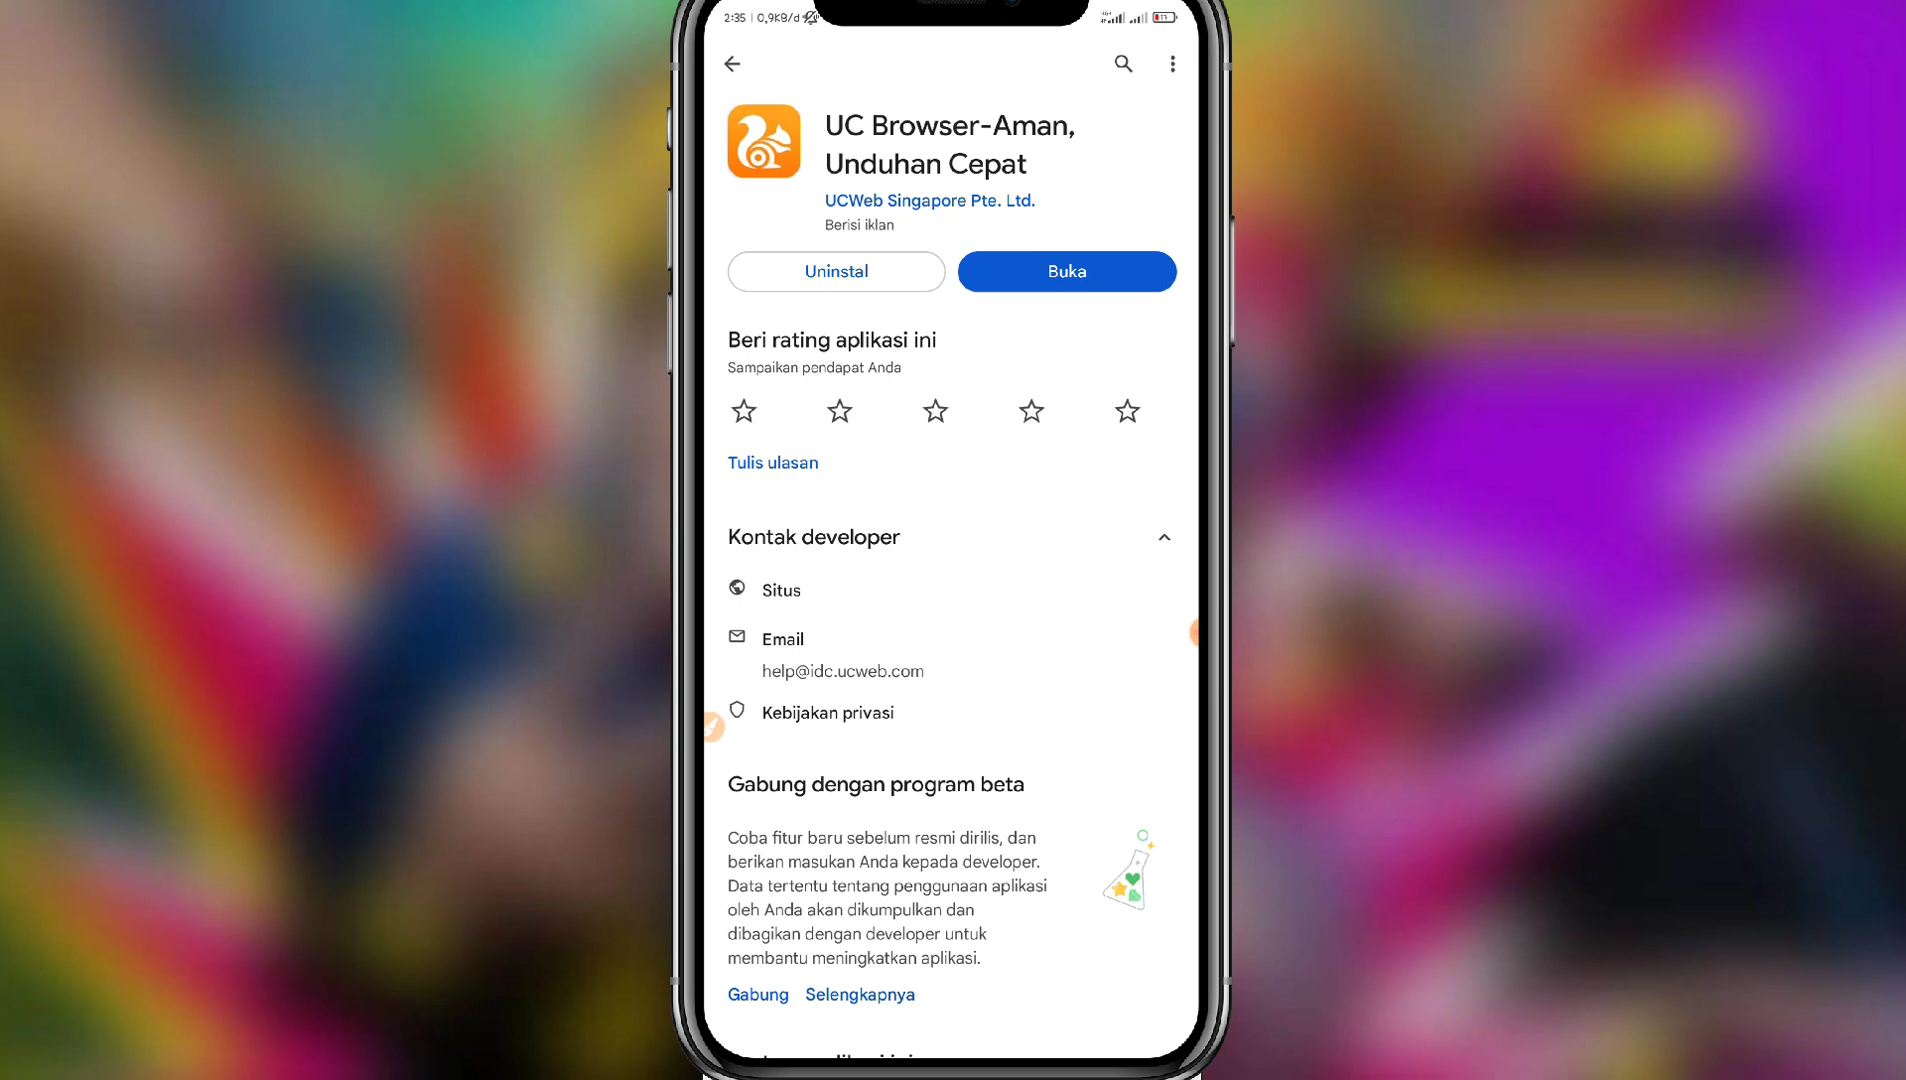 2:35 | 0,9KB/d
UC Browser-Aman,
Unduhan Cepat
UCWeb Singapore Pte. Ltd.
Berisi iklan
Uninstal
Buka
Beri rating aplikasi ini
Sampaikan pendapat Anda
Tulis ulasan
Kontak developer
Situs
Email
help@idc.ucweb.com
Kebijakan privasi
Gabung dengan program beta
Coba fitur baru sebelum resmi dirilis, dan
berikan masukan Anda kepada developer.
Data tertentu tentang penggunaan aplikasi
oleh Anda akan dikumpulkan dan
dibagikan dengan developer untuk
membantu meningkatkan aplikasi.
Gabung Selengkapnya